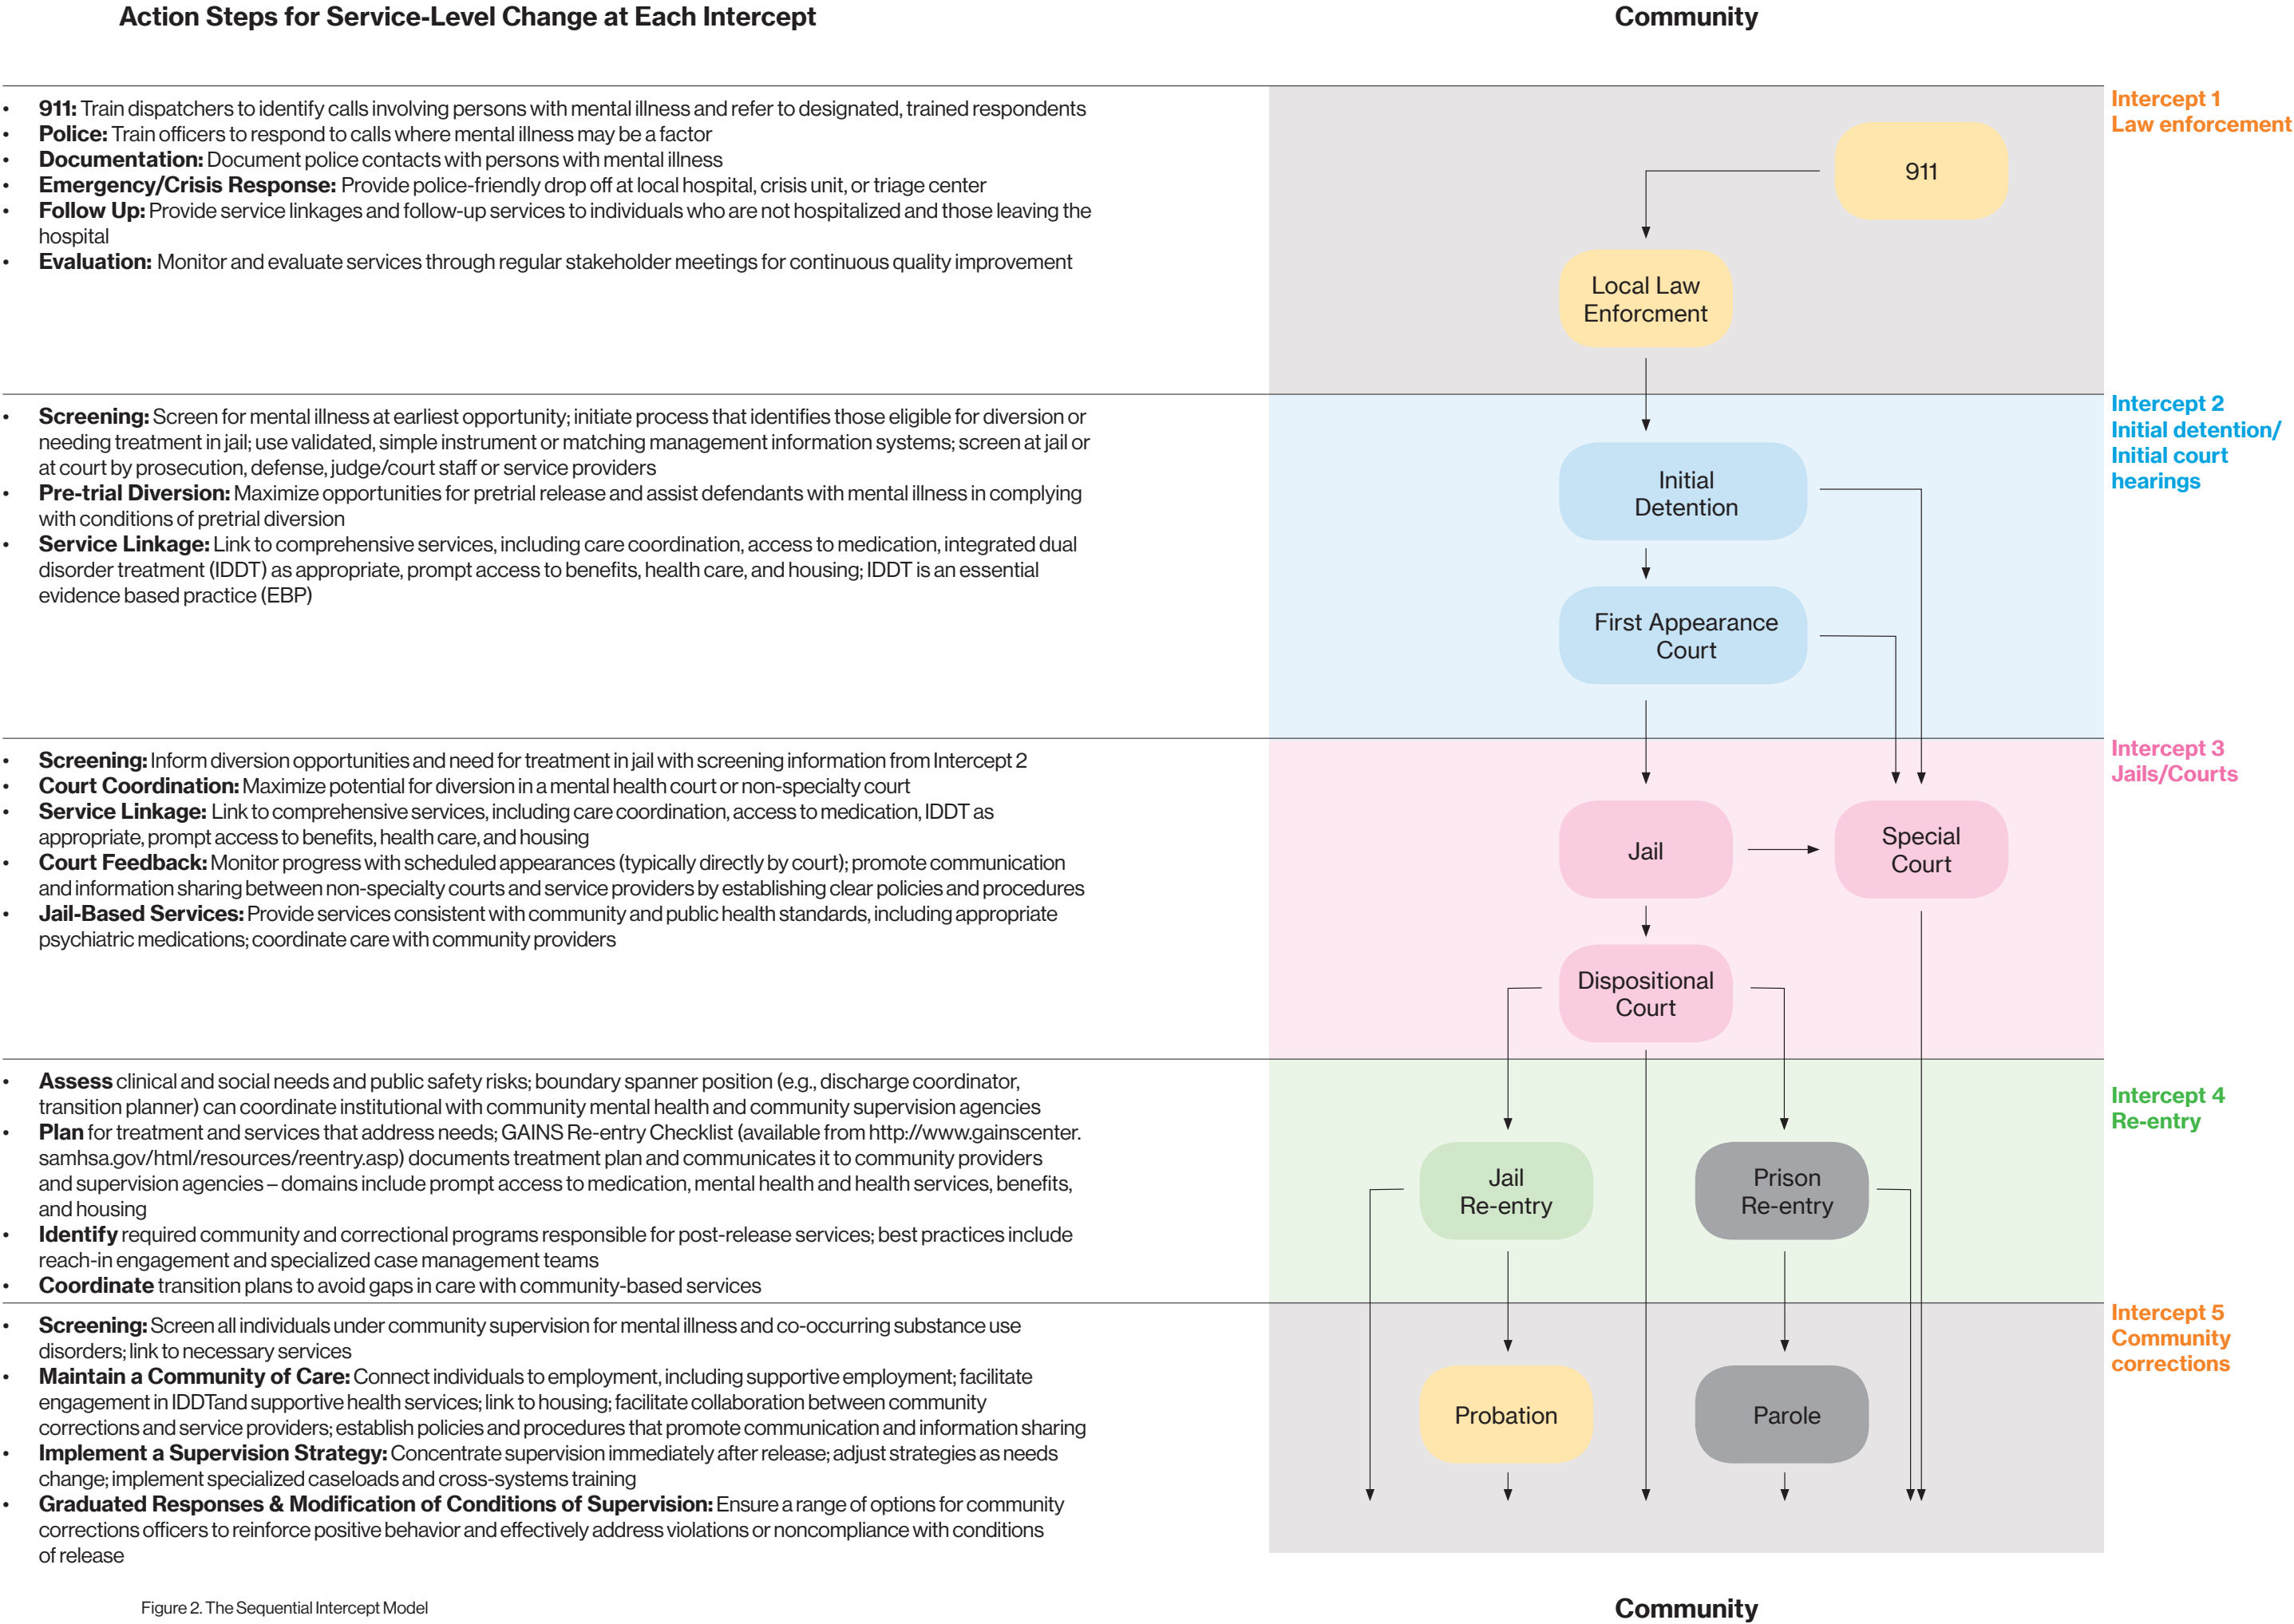 Action Steps for Service-Level Change at Each Intercept
Community
• 911: Train dispatchers to identify calls involving persons with mental illness and refer to designated, trained respondents
• Police: Train officers to respond to calls where mental illness may be a factor
• Documentation: Document police contacts with persons with mental illness
• Emergency/Crisis Response: Provide police-friendly drop off at local hospital, crisis unit, or triage center
• Follow Up: Provide service linkages and follow-up services to individuals who are not hospitalized and those leaving the
hospital
• Evaluation: Monitor and evaluate services through regular stakeholder meetings for continuous quality improvement
911
Local Law
Enforcment
Intercept 1
Law enforcement
• Screening: Screen for mental illness at earliest opportunity; initiate process that identifies those eligible for diversion or
needing treatment in jail; use validated, simple instrument or matching management information systems; screen at jail or
at court by prosecution, defense, judge/court staff or service providers
• Pre-trial Diversion: Maximize opportunities for pretrial release and assist defendants with mental illness in complying
with conditions of pretrial diversion
• Service Linkage: Link to comprehensive services, including care coordination, access to medication, integrated dual
disorder treatment (IDDT) as appropriate, prompt access to benefits, health care, and housing; IDDT is an essential
evidence based practice (EBP)
Initial
Detention
First Appearance
Court
Intercept 2
Initial detention/
Initial court
hearings
• Screening: Inform diversion opportunities and need for treatment in jail with screening information from Intercept 2
• Court Coordination: Maximize potential for diversion in a mental health court or non-specialty court
• Service Linkage: Link to comprehensive services, including care coordination, access to medication, IDDT as
appropriate, prompt access to benefits, health care, and housing
• Court Feedback: Monitor progress with scheduled appearances (typically directly by court); promote communication
and information sharing between non-specialty courts and service providers by establishing clear policies and procedures
• Jail-Based Services: Provide services consistent with community and public health standards, including appropriate
psychiatric medications; coordinate care with community providers
Jail
Special
Court
Dispositional
Court
Intercept 3
Jails/Courts
• Assess clinical and social needs and public safety risks; boundary spanner position (e.g., discharge coordinator,
transition planner) can coordinate institutional with community mental health and community supervision agencies
• Plan for treatment and services that address needs; GAINS Re-entry Checklist (available from http://www.gainscenter.
samhsa.gov/html/resources/reentry.asp) documents treatment plan and communicates it to community providers
and supervision agencies – domains include prompt access to medication, mental health and health services, benefits,
and housing
• Identify required community and correctional programs responsible for post-release services; best practices include
reach-in engagement and specialized case management teams
• Coordinate transition plans to avoid gaps in care with community-based services
Jail
Re-entry
Prison
Re-entry
Intercept 4
Re-entry
• Screening: Screen all individuals under community supervision for mental illness and co-occurring substance use
disorders; link to necessary services
• Maintain a Community of Care: Connect individuals to employment, including supportive employment; facilitate
engagement in IDDTand supportive health services; link to housing; facilitate collaboration between community
corrections and service providers; establish policies and procedures that promote communication and information sharing
• Implement a Supervision Strategy: Concentrate supervision immediately after release; adjust strategies as needs
change; implement specialized caseloads and cross-systems training
• Graduated Responses & Modification of Conditions of Supervision: Ensure a range of options for community
corrections officers to reinforce positive behavior and effectively address violations or noncompliance with conditions
of release
Probation
Parole
Intercept 5
Community
corrections
Figure 2. The Sequential Intercept Model
Community